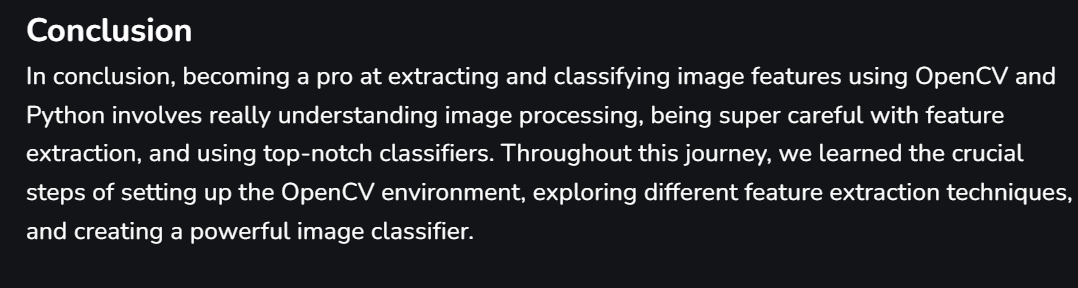 Conclusion
In conclusion, becoming a pro at extracting and classifying image features using OpenCV and
Python involves really understanding image processing, being super careful with feature
extraction, and using top-notch classifiers. Throughout this journey, we learned the crucial
steps of setting up the OpenCV environment, exploring different feature extraction techniques,
and creating a powerful image classifier.